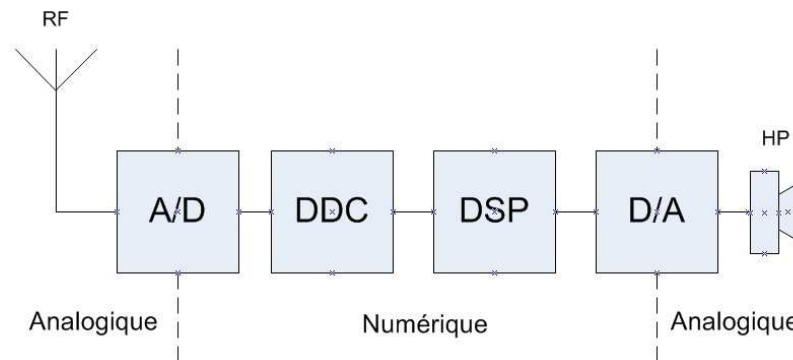 RF
HP
A/D
DDC
DSP
D/A
Analogique
Numérique
Analogique